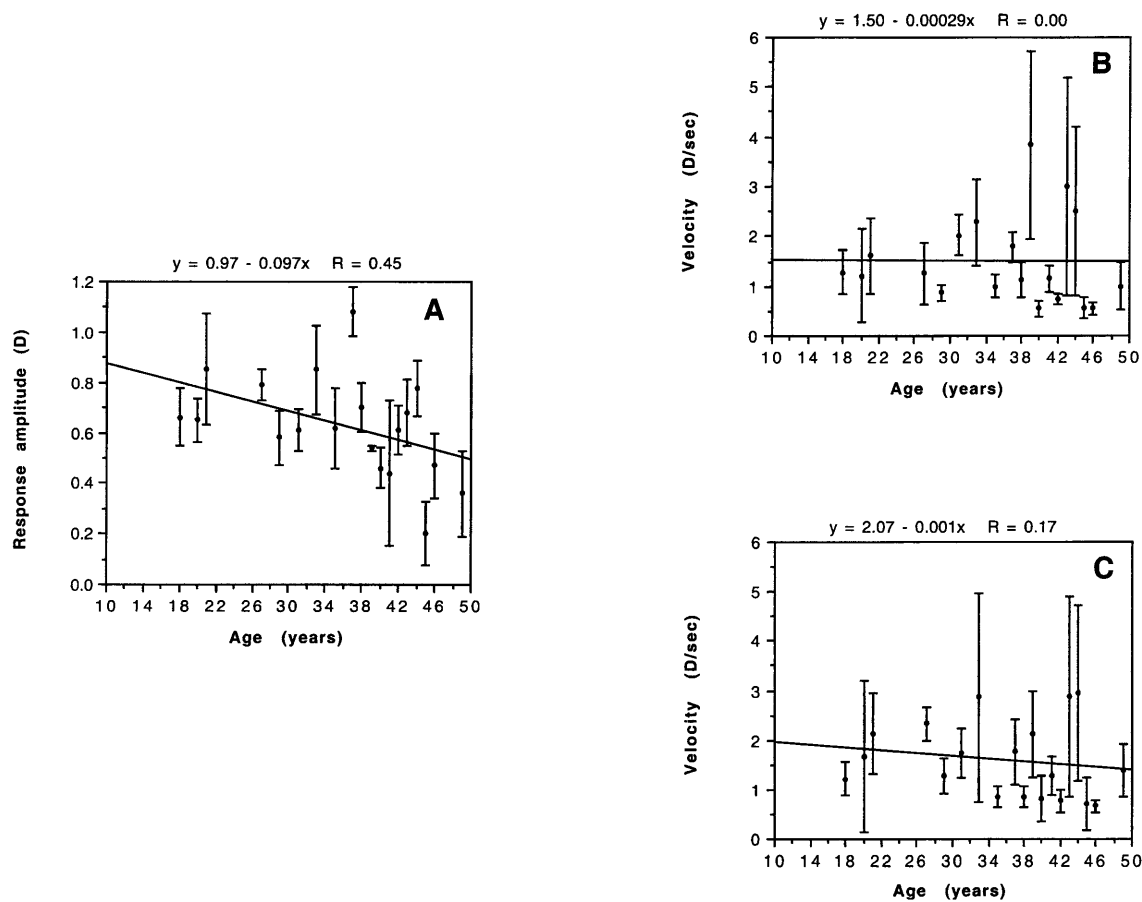 y = 0.97 - 0.097x R = 0.45
A
Response amplitude (D)
1.2
1.0
0.8
0.6
0.4
0.2
0.0
10 14 18 22 26 30 34 38 42 46 50
Age (years)
y = 1.50 - 0.00029x R = 0.00
B
Velocity (D/sec)
6
5
4
3
2
1
0
10 14 18 22 26 30 34 38 42 46 50
Age (years)
y = 2.07 - 0.001x R = 0.17
C
Velocity (D/sec)
6
5
4
3
2
1
0
10 14 18 22 26 30 34 38 42 46 50
Age (years)